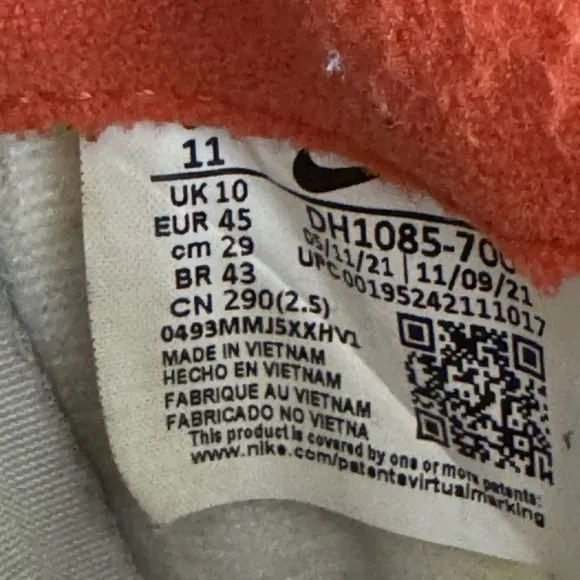 11
UK 10
EUR 45
cm 29
BR 43
CN 290(2.5)
0493MMJ5XXHV1
MADE IN VIETNAM
HECHO EN VIETNAM
FABRIQUE AU VIETNAM
FABRICADO NO VIETNA
DH1085-700
05/11/21 | 11/09/21
UPC00195242111017
This product is covered by one or more patents:
www.nike.com/patentsvirtualmarking